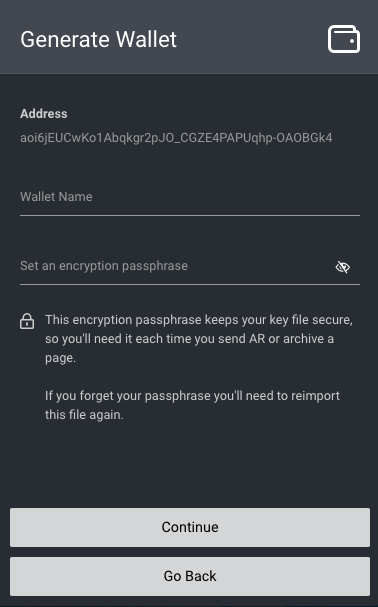 Generate Wallet
Address
aoi6jEUCwKo1Abqkgr2pJO_CGZE4PAPUqhp-OAOBGk4
Wallet Name
Set an encryption passphrase
This encryption passphrase keeps your key file secure,
so you'll need it each time you send AR or archive a
page.
If you forget your passphrase you'll need to reimport
this file again.
Continue
Go Back